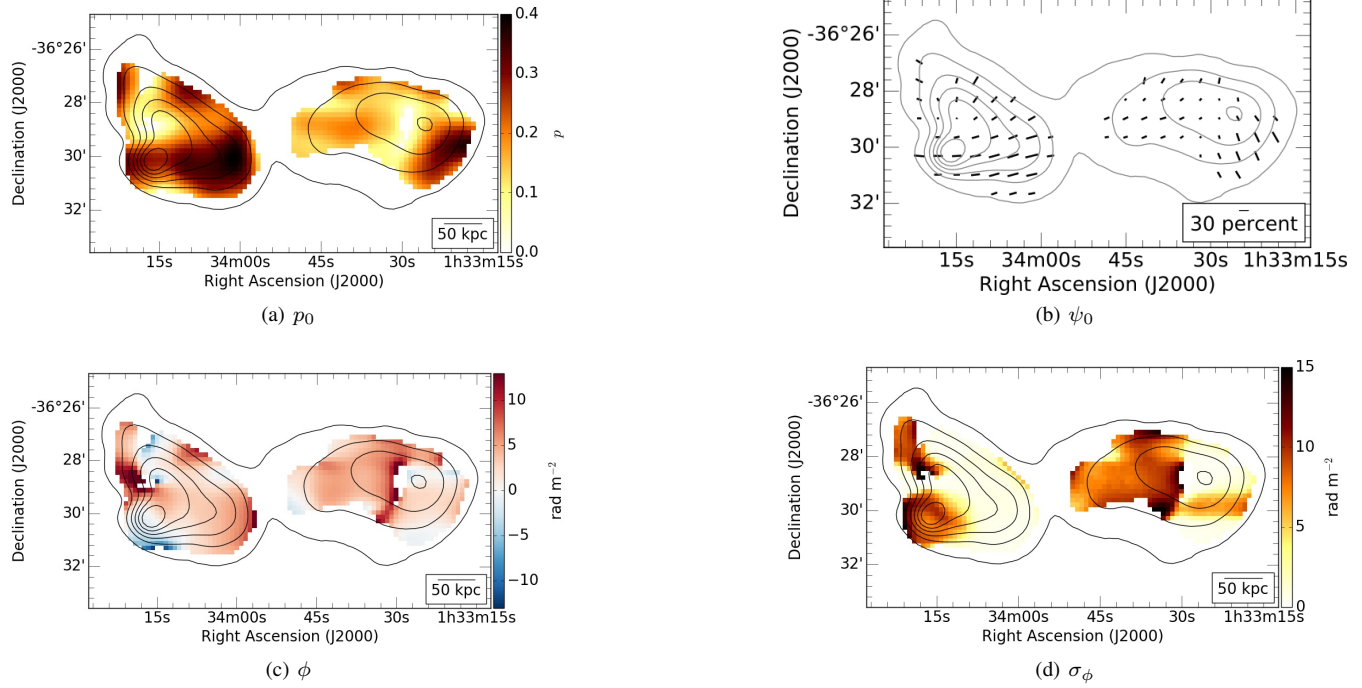 -36°26'
28'
30'
32'
Declination (J2000)
15s 34m00s 45s 30s 1h33m15s
Right Ascension (J2000)
50 kpc
0.4
0.3
0.2
0.1
0.0
p
(a) p₀
-36°26'
28'
30'
32'
Declination (J2000)
15s 34m00s 45s 30s 1h33m15s
Right Ascension (J2000)
30 percent
(b) ψ₀
-36°26'
28'
30'
32'
Declination (J2000)
15s 34m00s 45s 30s 1h33m15s
Right Ascension (J2000)
50 kpc
10
5
0
−5
−10
rad m⁻²
(c) ϕ
-36°26'
28'
30'
32'
Declination (J2000)
15s 34m00s 45s 30s 1h33m15s
Right Ascension (J2000)
50 kpc
15
10
5
0
rad m⁻²
(d) σ_ϕ